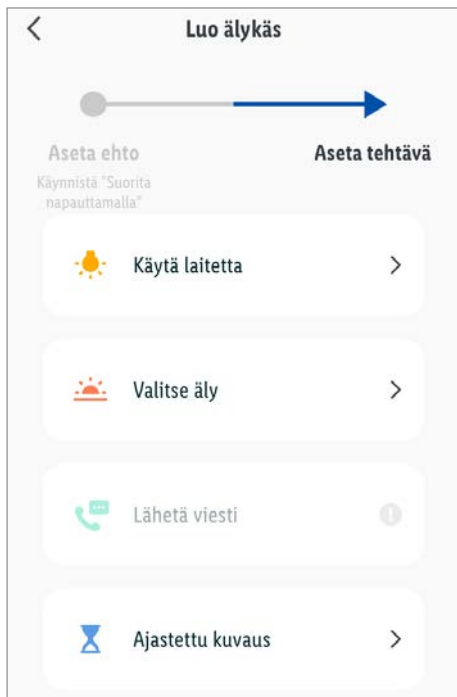 Luo älykäs
Aseta ehto
Aseta tehtävä
Käynnistä "Suorita
napauttamalla"
Käytä laitetta
Valitse äly
Lähetä viesti
Ajastettu kuvaus